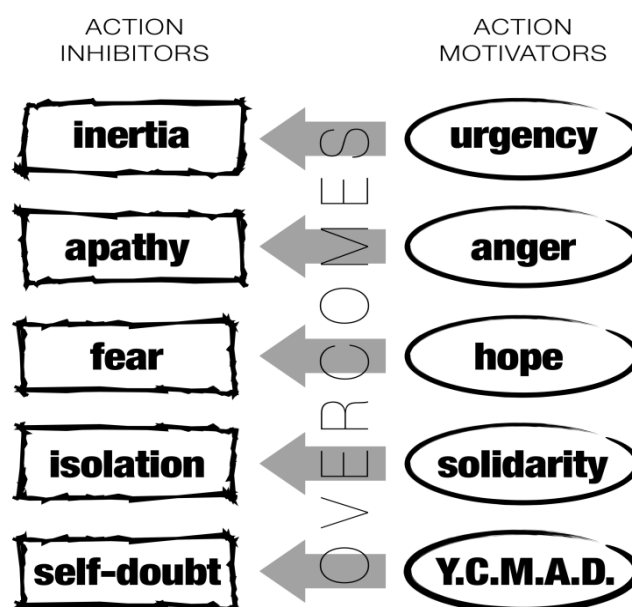 ACTION
INHIBITORS
ACTION
MOTIVATORS
inertia
urgency
apathy
anger
fear
hope
isolation
solidarity
self-doubt
Y.C.M.A.D.
OVERCOMES